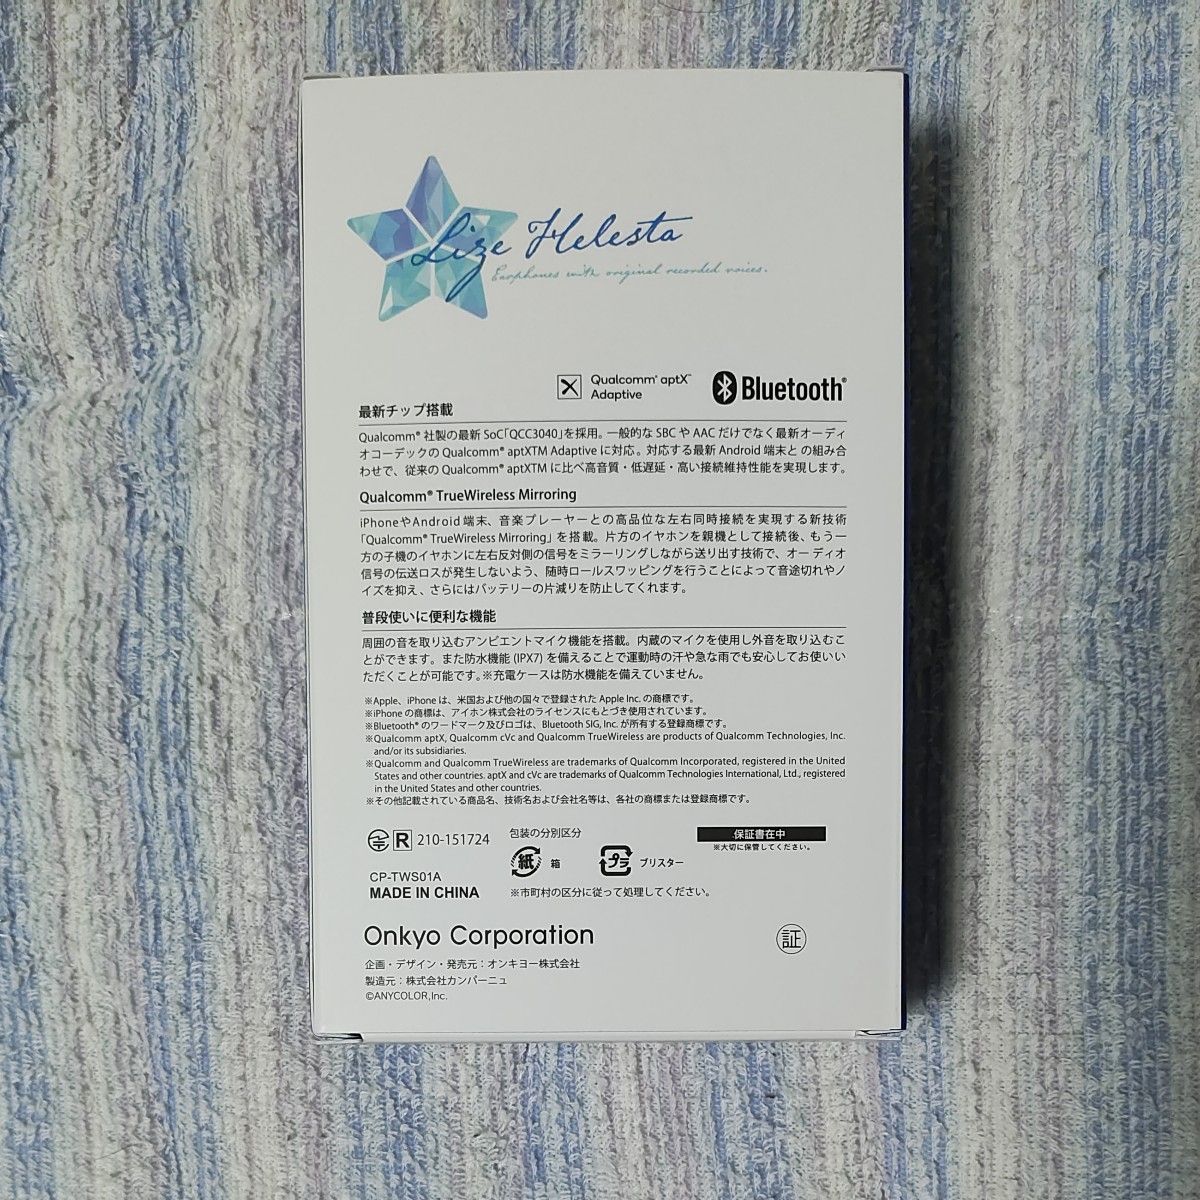 Lize Helesta
Earphones with original recorded voices.
Qualcomm® aptX™
Adaptive
Bluetooth®
最新チップ搭載
Qualcomm® 社製の最新 SoC「QCC3040」を採用。一般的な SBC や AAC だけでなく最新オーディ
オコーデックの Qualcomm® aptXTM Adaptive に対応。対応する最新 Android 端末と の組み合
わせで、従来の Qualcomm® aptXTM に比べ高音質・低遅延・高い接続維持性能を実現します。
Qualcomm® TrueWireless Mirroring
iPhoneやAndroid 端末、音楽プレーヤーとの高品位な左右同時接続を実現する新技術
「Qualcomm® TrueWireless Mirroring」を搭載。片方のイヤホンを親機として接続後、もう一
方の子機のイヤホンに左右反対側の信号をミラーリングしながら送り出す技術で、オーディオ
信号の伝送ロスが発生しないよう、随時ロールスワッピングを行うことによって音途切れやノ
イズを抑え、さらにはバッテリーの片減りを防止してくれます。
普段使いに便利な機能
周囲の音を取り込むアンビエントマイク機能を搭載。内蔵のマイクを使用し外音を取り込むこ
とができます。また防水機能 (IPX7) を備えることで運動時の汗や急な雨でも安心してお使いい
ただくことが可能です。※充電ケースは防水機能を備えていません。
※Apple、iPhone は、米国および他の国々で登録された Apple Inc. の商標です。
※iPhone の商標は、アイホン株式会社のライセンスにもとづき使用されています。
※Bluetooth® のワードマーク及びロゴは、Bluetooth SIG, Inc. が所有する登録商標です。
※Qualcomm aptX, Qualcomm cVc and Qualcomm TrueWireless are products of Qualcomm Technologies, Inc.
and/or its subsidiaries.
※Qualcomm and Qualcomm TrueWireless are trademarks of Qualcomm Incorporated, registered in the United
States and other countries. aptX and cVc are trademarks of Qualcomm Technologies International, Ltd., registered
in the United States and other countries.
※その他記載されている商品名、技術名および会社名等は、各社の商標または登録商標です。
R 210-151724
包装の分別区分
紙 箱
プラ ブリスター
※市町村の区分に従って処理してください。
保証書在中
※大切に保管してください。
CP-TWS01A
MADE IN CHINA
Onkyo Corporation
証
企画・デザイン・発売元：オンキヨー株式会社
製造元：株式会社カンパーニュ
©ANYCOLOR,Inc.